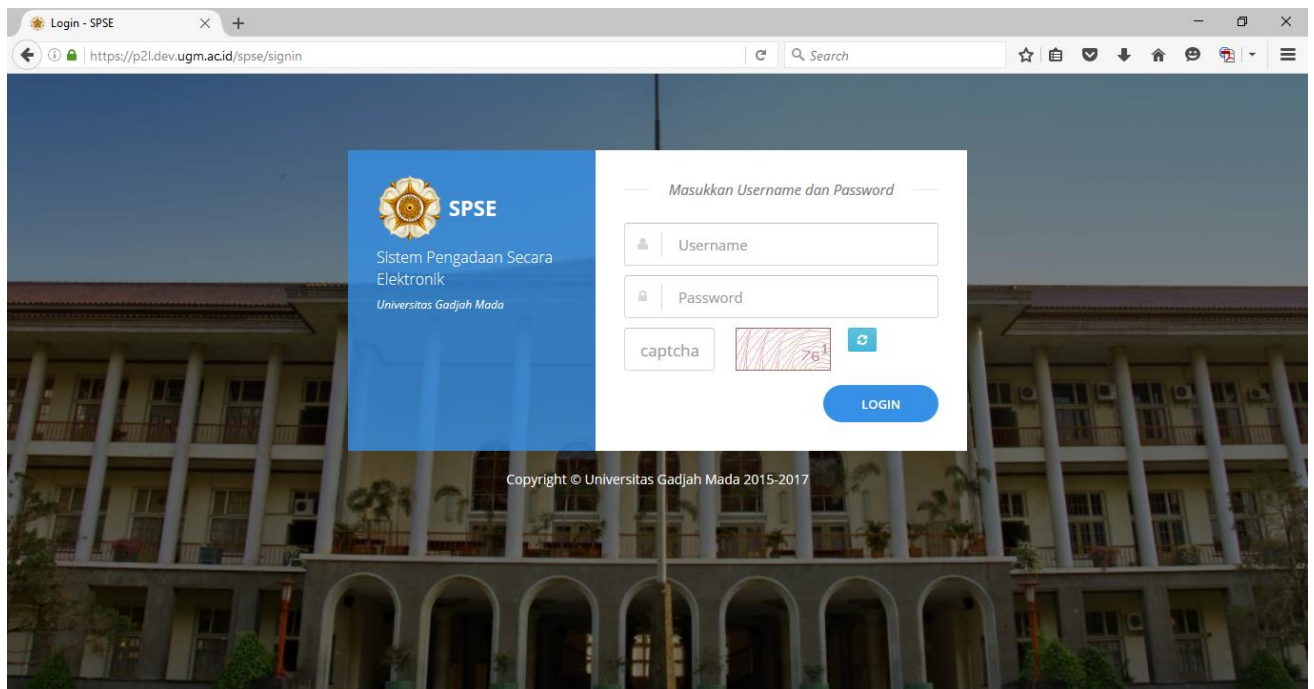 Login - SPSE
https://p2l.dev.ugm.ac.id/spse/signin
Search
SPSE
Sistem Pengadaan Secara
Elektronik
Universitas Gadjah Mada
Masukkan Username dan Password
Username
Password
captcha
761
LOGIN
Copyright © Universitas Gadjah Mada 2015-2017